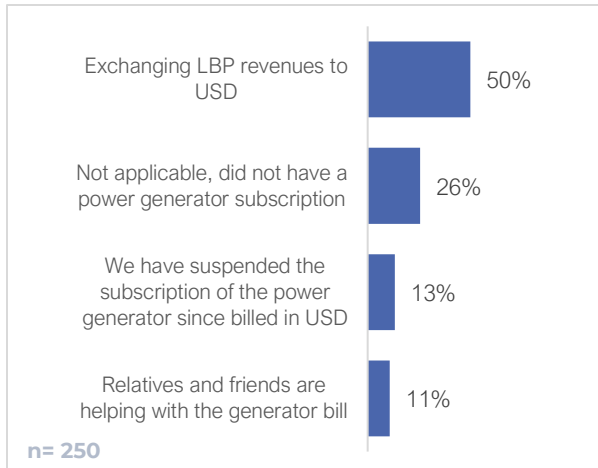 Exchanging LBP revenues to
USD
50%
Not applicable, did not have a
power generator subscription
26%
We have suspended the
subscription of the power
generator since billed in USD
13%
Relatives and friends are
helping with the generator bill
11%
n= 250